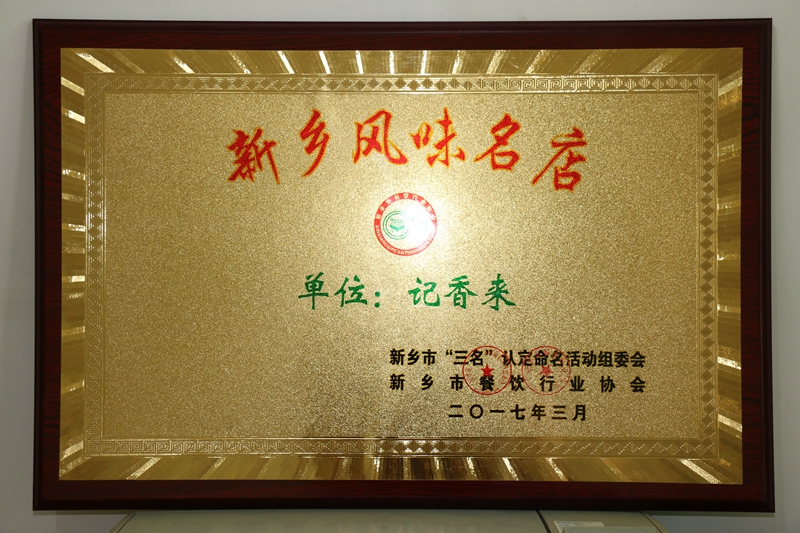 新乡风味名店
单位：记香来
新乡市“三名”认定命名活动组委会
新乡市餐饮行业协会
二〇一七年三月